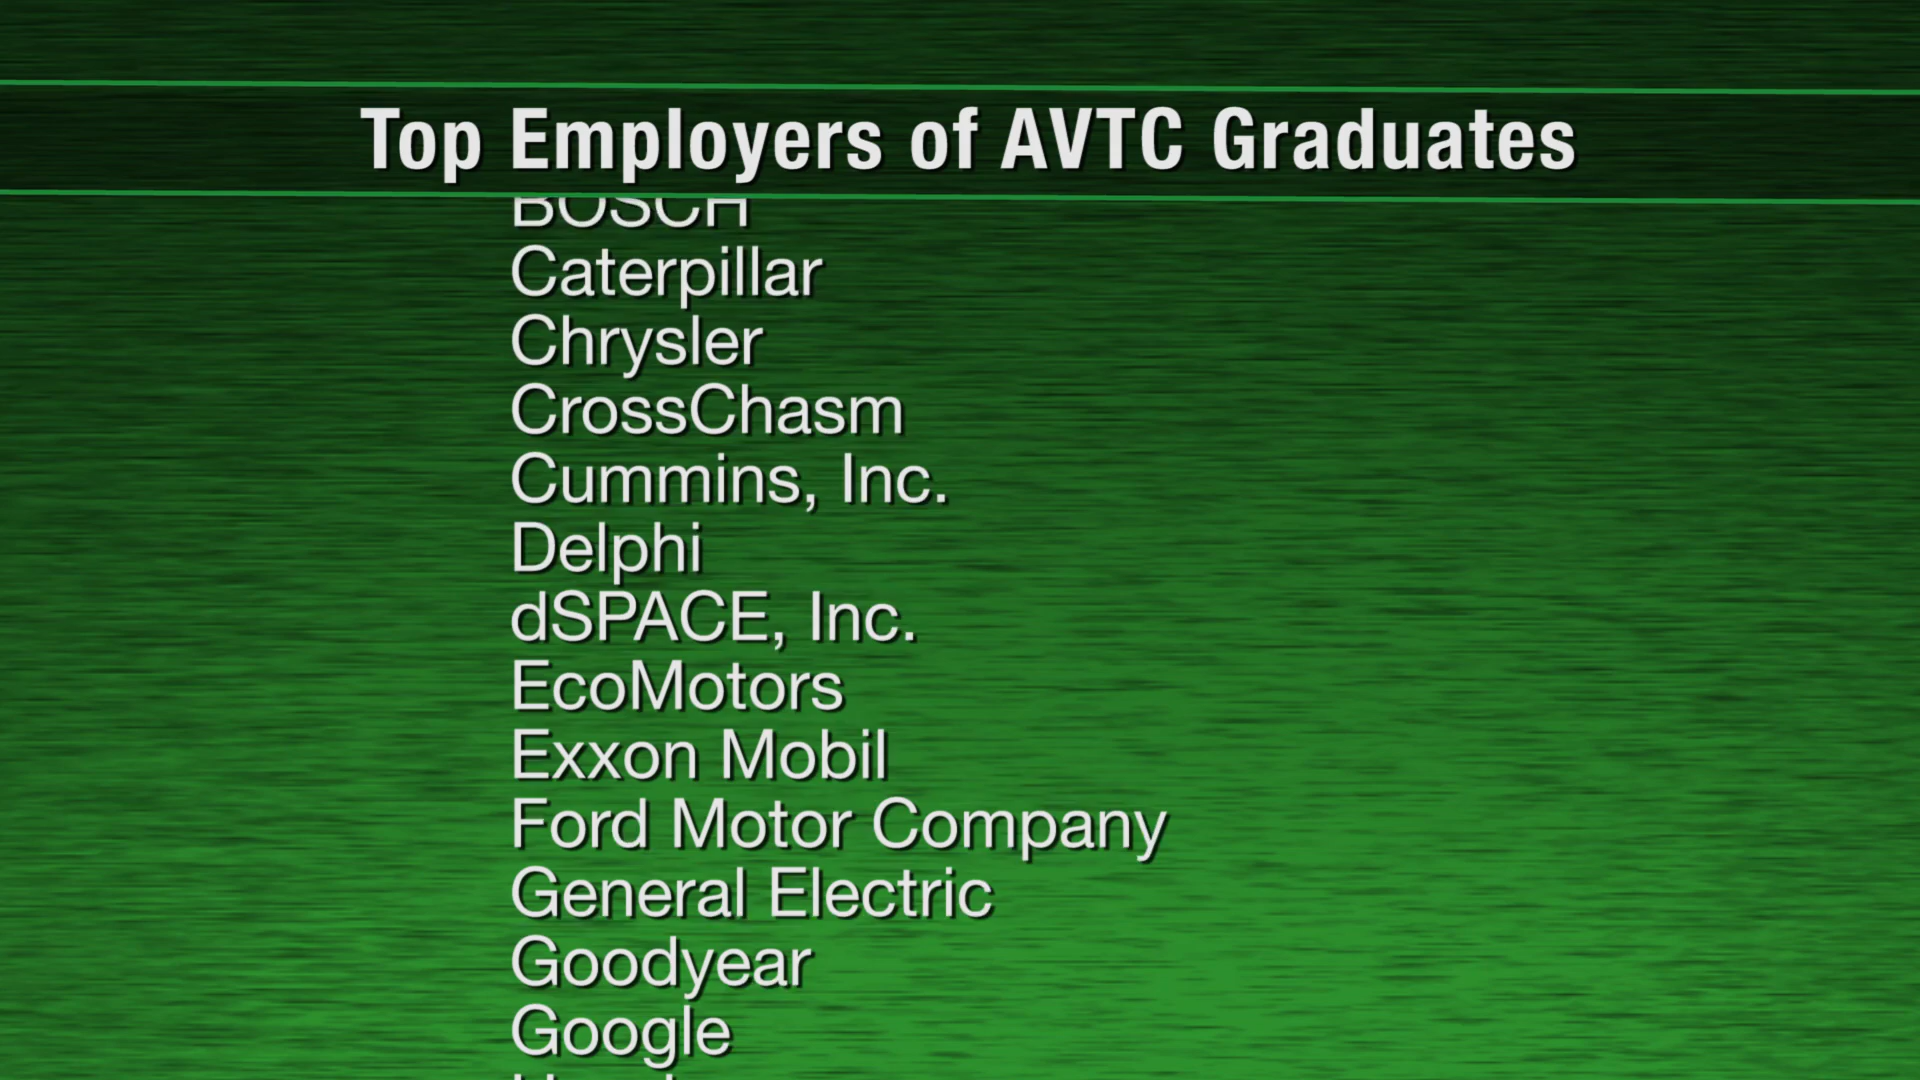 Top Employers of AVTC Graduates
BOSCH
Caterpillar
Chrysler
CrossChasm
Cummins, Inc.
Delphi
dSPACE, Inc.
EcoMotors
Exxon Mobil
Ford Motor Company
General Electric
Goodyear
Google